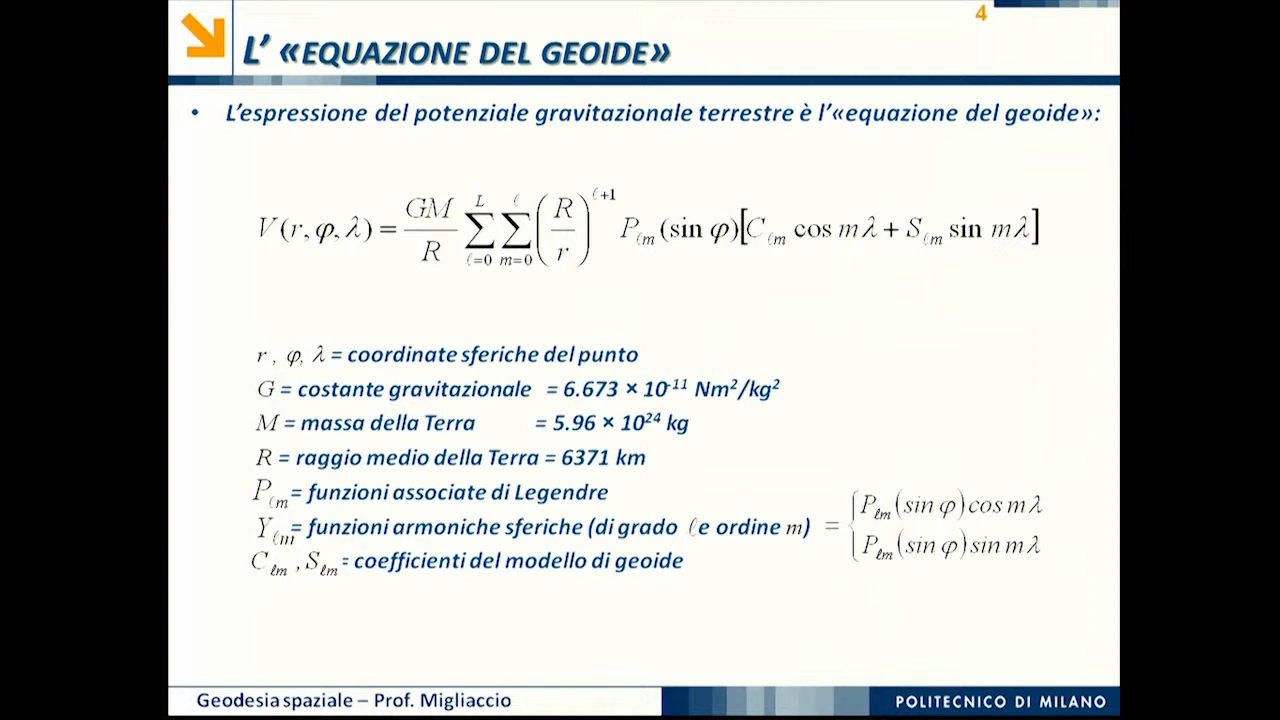 4
L' «EQUAZIONE DEL GEOIDE»
• L'espressione del potenziale gravitazionale terrestre è l'«equazione del geoide»:
V(r, φ, λ) = GM/R ∑_{ℓ=0}^{L} ∑_{m=0}^{ℓ} (R/r)^{ℓ+1} P_{ℓm}(sin φ)[C_{ℓm} cos mλ + S_{ℓm} sin mλ]
r , φ, λ = coordinate sferiche del punto
G = costante gravitazionale = 6.673 × 10⁻¹¹ Nm²/kg²
M = massa della Terra = 5.96 × 10²⁴ kg
R = raggio medio della Terra = 6371 km
P_{ℓm} = funzioni associate di Legendre
Y_{ℓm} = funzioni armoniche sferiche (di grado ℓ e ordine m) = { P_{ℓm}(sin φ) cos mλ
P_{ℓm}(sin φ) sin mλ
C_{ℓm} , S_{ℓm} = coefficienti del modello di geoide
Geodesia spaziale – Prof. Migliaccio
POLITECNICO DI MILANO